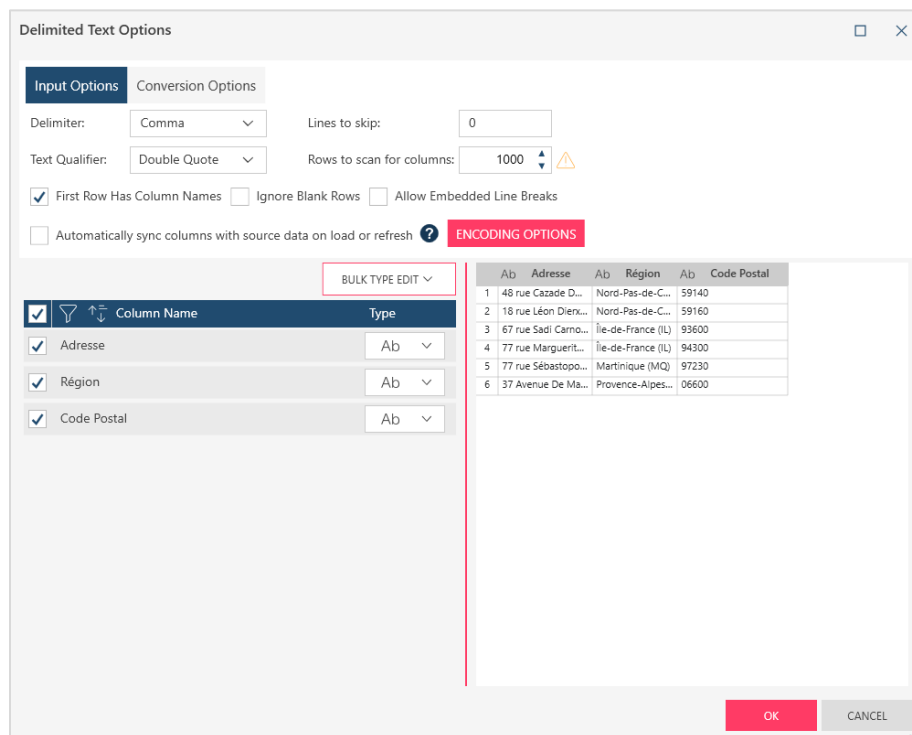 Delimited Text Options
Input Options Conversion Options
Delimiter: Comma Lines to skip: 0
Text Qualifier: Double Quote Rows to scan for columns: 1000
First Row Has Column Names Ignore Blank Rows Allow Embedded Line Breaks
Automatically sync columns with source data on load or refresh ? ENCODING OPTIONS
BULK TYPE EDIT
Column Name Type
Adresse Ab
Région Ab
Code Postal Ab
Ab Adresse Ab Région Ab Code Postal
1 48 rue Cazade D... Nord-Pas-de-C... 59140
2 18 rue Léon Dierx... Nord-Pas-de-C... 59160
3 67 rue Sadi Carno... Île-de-France (IL) 93600
4 77 rue Marguerit... Île-de-France (IL) 94300
5 77 rue Sébastopo... Martinique (MQ) 97230
6 37 Avenue De Ma... Provence-Alpes... 06600
OK CANCEL